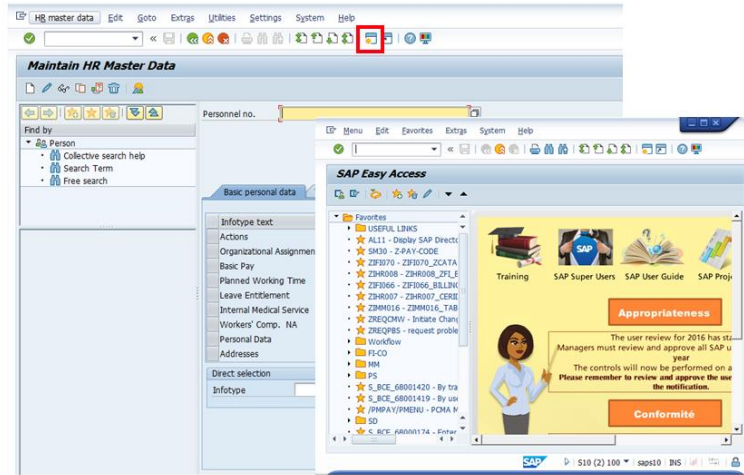 HR master data Edit Goto Extras Utilities Settings System Help
Maintain HR Master Data
Find by
Person
Collective search help
Search Term
Free search
Personnel no.
Basic personal data
Infotype text
Actions
Organizational Assignmen
Basic Pay
Planned Working Time
Leave Entitlement
Internal Medical Service
Workers' Comp. NA
Personal Data
Addresses
Direct selection
Infotype
Menu Edit Favorites Extras System Help
SAP Easy Access
Favorites
USEFUL LINKS
AL11 - Display SAP Directo
SM30 - Z-PAY-CODE
ZIFI070 - ZIFI070_ZCATA
ZIHR008 - ZIHR008_ZFI_E
ZIFI066 - ZIFI066_BILLING
ZIHR007 - ZIHR007_CERID
ZIMM016 - ZIMM016_TAB
ZREQCMW - Initiate Chang
ZREQPBS - request proble
Workflow
FI-CO
MM
PS
S_BCE_68001420 - By tra
S_BCE_68001419 - By use
/PMPAY/PMENU - PCMA M
SD
S_BCE_68000174 - Enter
Training
SAP
SAP Super Users
SAP User Guide
SAP Proj
Appropriateness
The user review for 2016 has sta
Managers must review and approve all SAP u
year
The controls will now be performed on a
Please remember to review and approve the use
the notification.
Conformité
SAP
S10 (2) 100 saps10 INS